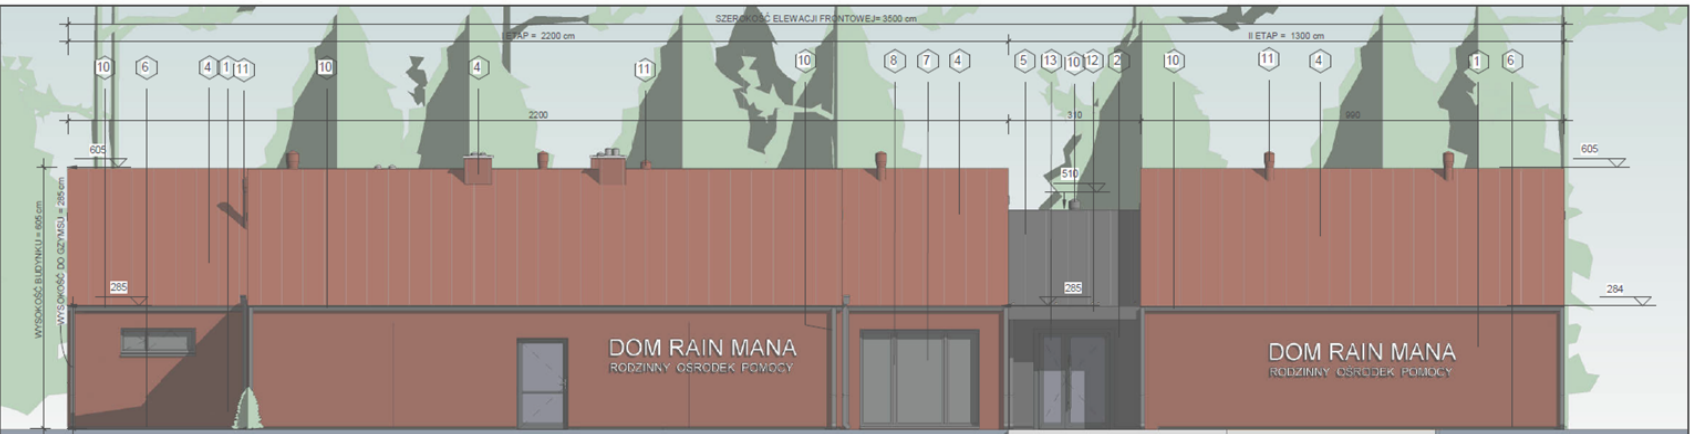 SZEROKOŚĆ ELEWACJI FRONTOWEJ= 3500 cm
I ETAP = 2200 cm
II ETAP = 1300 cm
10 6 4 1 11 10 4 11 10 8 7 4 5 13 10 12 2 10 11 4 1 6
2200 310 990
605
605
510
WYSOKOŚĆ BUDYNKU = 605 cm
WYSOKOŚĆ DO GZYMSU = 285cm
285
285
284
DOM RAIN MANA
RODZINNY OŚRODEK POMOCY
DOM RAIN MANA
RODZINNY OŚRODEK POMOCY